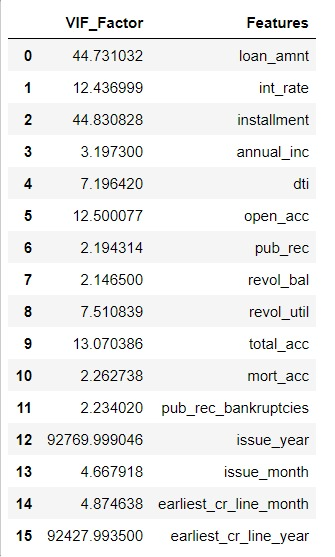 VIF_Factor Features
0 44.731032 loan_amnt
1 12.436999 int_rate
2 44.830828 installment
3 3.197300 annual_inc
4 7.196420 dti
5 12.500077 open_acc
6 2.194314 pub_rec
7 2.146500 revol_bal
8 7.510839 revol_util
9 13.070386 total_acc
10 2.262738 mort_acc
11 2.234020 pub_rec_bankruptcies
12 92769.999046 issue_year
13 4.667918 issue_month
14 4.874638 earliest_cr_line_month
15 92427.993500 earliest_cr_line_year